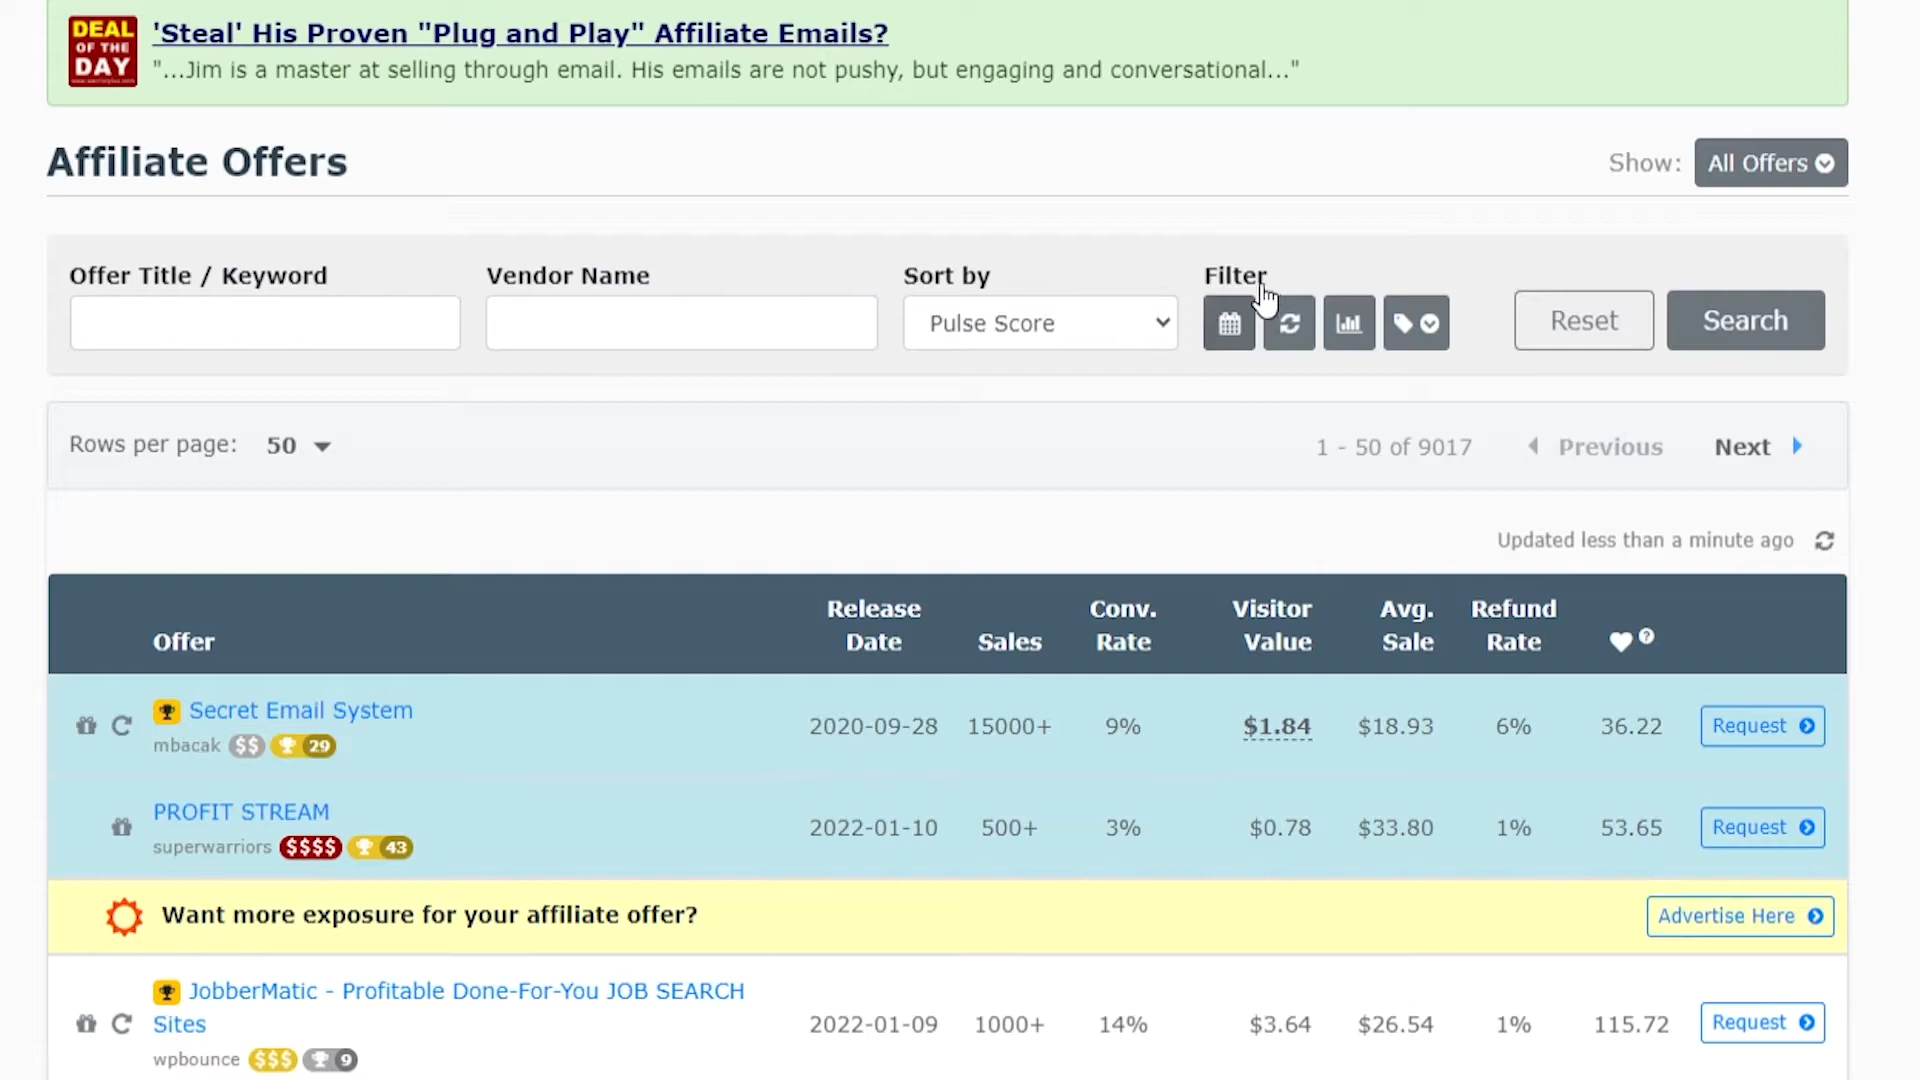 DEAL
OF THE
DAY
'Steal' His Proven "Plug and Play" Affiliate Emails?
"...Jim is a master at selling through email. His emails are not pushy, but engaging and conversational..."
Affiliate Offers
Show: All Offers
Offer Title / Keyword Vendor Name Sort by Filter
Pulse Score Reset Search
Rows per page: 50 1 - 50 of 9017 Previous Next
Updated less than a minute ago
Offer Release Date Sales Conv. Rate Visitor Value Avg. Sale Refund Rate ?
Secret Email System 2020-09-28 15000+ 9% $1.84 $18.93 6% 36.22 Request
mbacak $$ 29
PROFIT STREAM 2022-01-10 500+ 3% $0.78 $33.80 1% 53.65 Request
superwarriors $$$$ 43
Want more exposure for your affiliate offer? Advertise Here
JobberMatic - Profitable Done-For-You JOB SEARCH
Sites 2022-01-09 1000+ 14% $3.64 $26.54 1% 115.72 Request
wpbounce $$$ 9